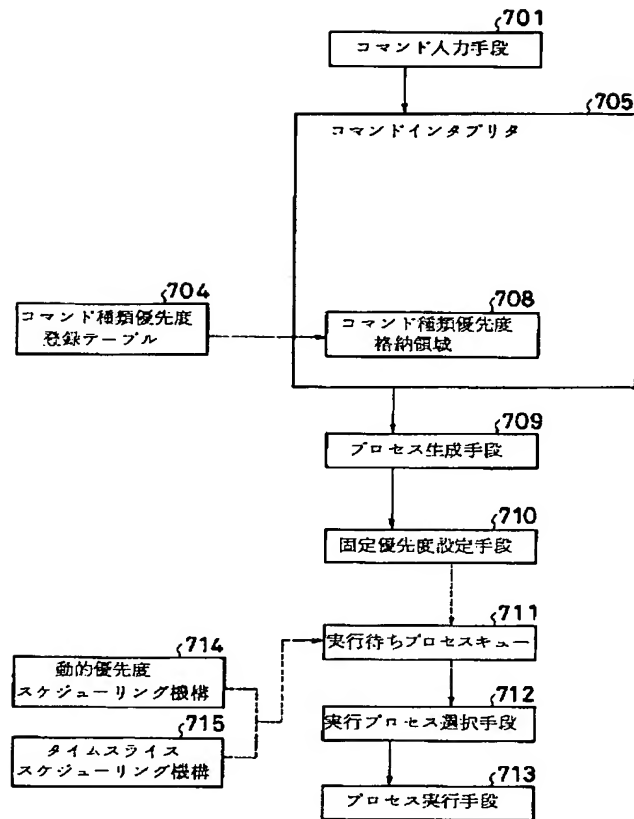 701
コマンド人力手段
705
コマンドインタプリタ
704
コマンド種類優先度
登録テーブル
708
コマンド種類優先度
格納領域
709
プロセス生成手段
710
固定優先度設定手段
711
実行待ちプロセスキュー
714
動的優先度
スケジューリング機構
712
実行プロセス選択手段
715
タイムスライス
スケジューリング機構
713
プロセス実行手段